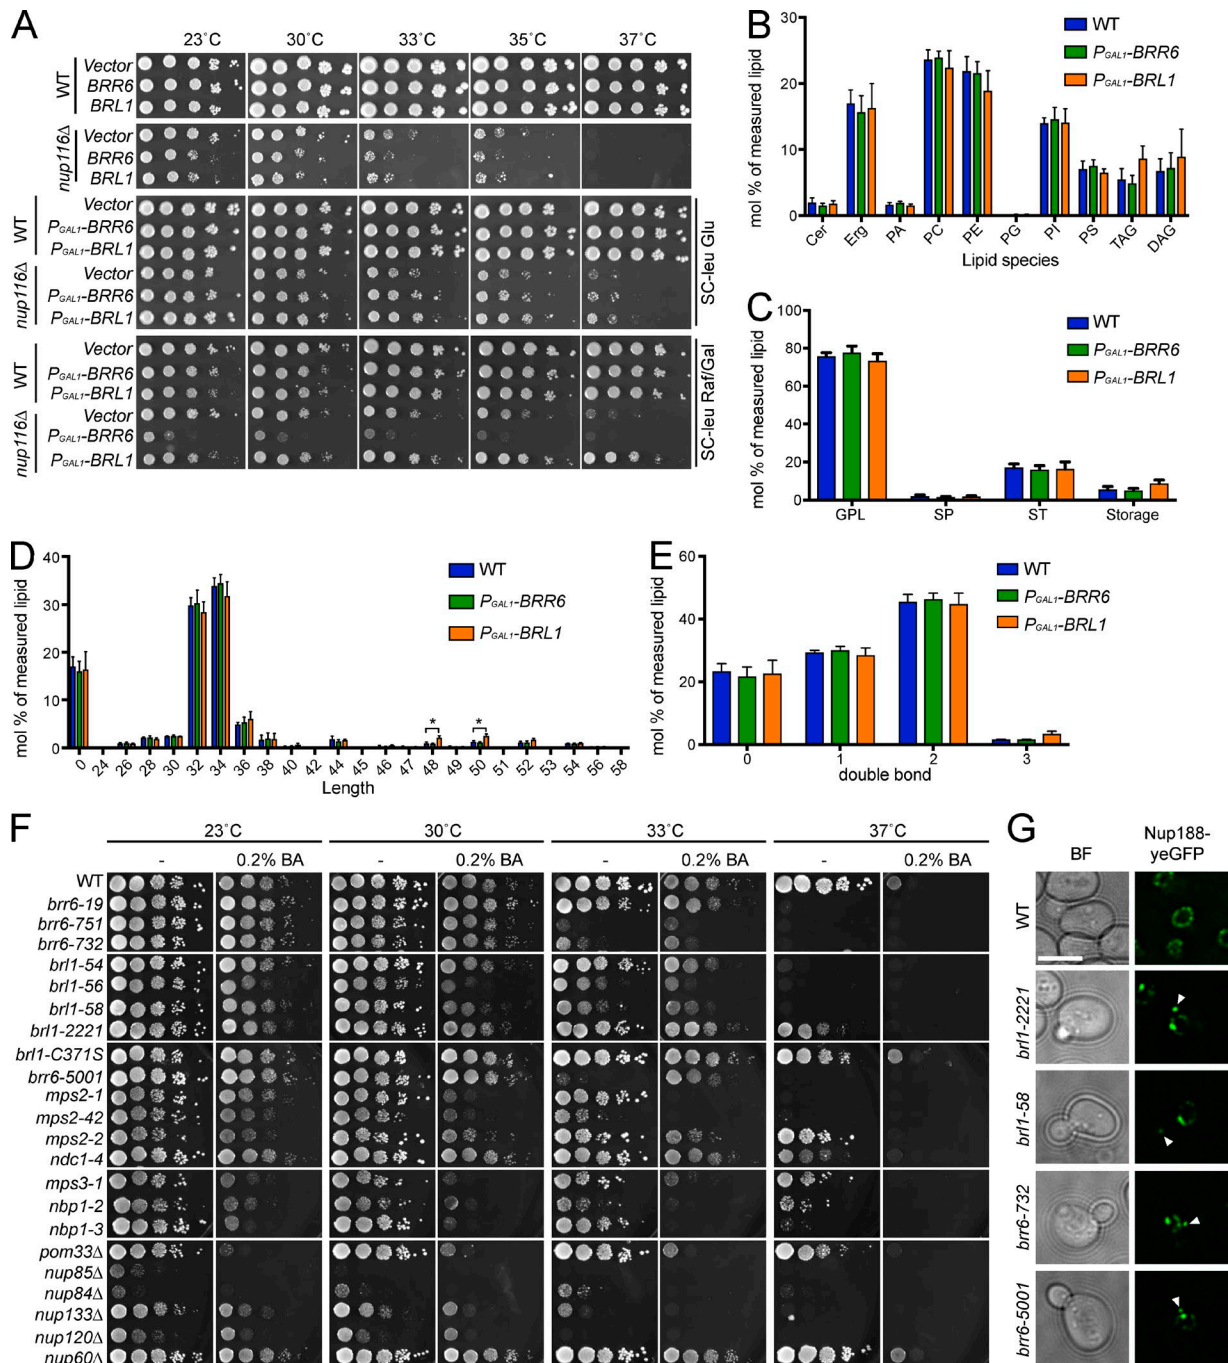 A
23°C 30°C 33°C 35°C 37°C
WT
Vector
BRR6
BRL1
nup116Δ
Vector
BRR6
BRL1
WT
Vector
PGAL1-BRR6
PGAL1-BRL1
nup116Δ
Vector
PGAL1-BRR6
PGAL1-BRL1
SC-leu Glu
WT
Vector
PGAL1-BRR6
PGAL1-BRL1
nup116Δ
Vector
PGAL1-BRR6
PGAL1-BRL1
SC-leu Raf/Gal
B
mol % of measured lipid
30
20
10
0
WT
PGAL1-BRR6
PGAL1-BRL1
Cer Erg PA PC PE PG PI PS TAG DAG
Lipid species
C
mol % of measured lipid
100
80
60
40
20
0
WT
PGAL1-BRR6
PGAL1-BRL1
GPL SP ST Storage
D
mol % of measured lipid
40
30
20
10
0
WT
PGAL1-BRR6
PGAL1-BRL1
* *
0 24 26 28 30 32 34 36 38 40 42 44 45 46 47 48 49 50 51 52 53 54 56 58
Length
E
mol % of measured lipid
60
40
20
0
WT
PGAL1-BRR6
PGAL1-BRL1
0 1 2 3
double bond
F
23°C 30°C 33°C 37°C
- 0.2% BA - 0.2% BA - 0.2% BA - 0.2% BA
WT
brr6-19
brr6-751
brr6-732
brl1-54
brl1-56
brl1-58
brl1-2221
brl1-C371S
brr6-5001
mps2-1
mps2-42
mps2-2
ndc1-4
mps3-1
nbp1-2
nbp1-3
pom33Δ
nup85Δ
nup84Δ
nup133Δ
nup120Δ
nup60Δ
G
BF
Nup188-
yeGFP
WT
brl1-2221
brl1-58
brr6-732
brr6-5001